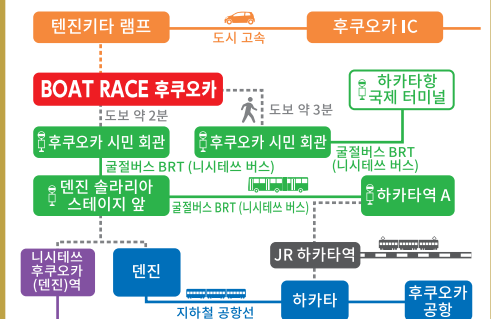 텐진키타 램프
도시 고속
후쿠오카 IC
BOAT RACE 후쿠오카
도보 약 2분
도보 약 3분
하카타항
국제 터미널
후쿠오카 시민 회관
후쿠오카 시민 회관
굴절버스 BRT (니시테쓰 버스)
굴절버스 BRT
(니시테쓰 버스)
텐진 솔라리아
스테이지 앞
굴절버스 BRT (니시테쓰 버스)
하카타역 A
니시테쓰
후쿠오카
(텐진)역
텐진
JR 하카타역
지하철 공항선
하카타
후쿠오카
공항